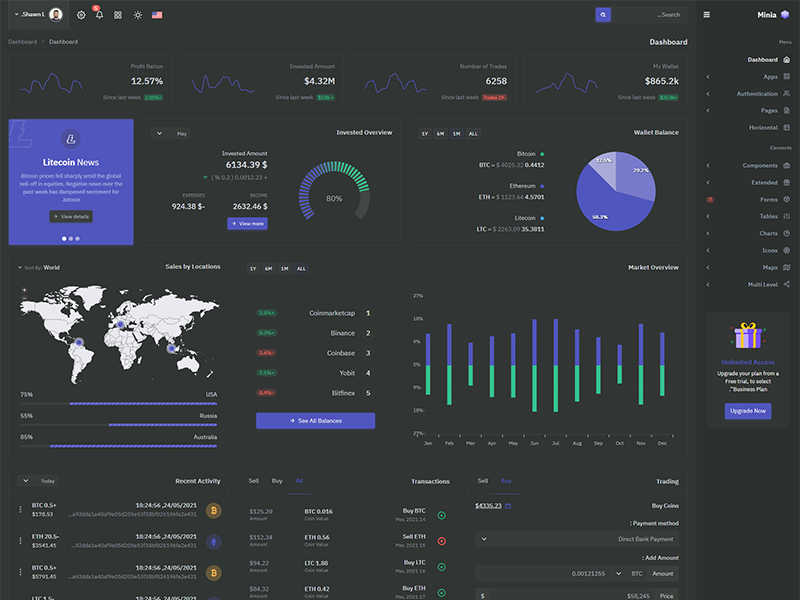 Shawn L.
5
Search...
Minia
Menu
Dashboard
Apps
Authentication
Pages
Horizontal
Elements
Components
Extended
Forms
7
Tables
Charts
Icons
Maps
Multi Level
Unlimited Access
Upgrade your plan from a
Free trial, to select
".Business Plan
Upgrade Now
Dashboard
Dashboard > Dashboard
Profit Ration
12.57%
Since last week 2.95%+
Invested Amount
$4.32M
Since last week
Number of Trades
6258
Since last week Trades 29-
My Wallet
$865.2k
Since last week $20.9k+
Litecoin News
Bitcoin prices fell sharply amid the global
sell-off in equities. Negative news over the
past week has dampened sentiment for
.bitcoin
View details
May
Invested Overview
Invested Amount
6134.39 $
( % 0.2 ) 0.0012.23 +
EXPENSES
924.38 $-
INCOME
2632.46 $
View more
80%
1Y 6M 1M ALL
Wallet Balance
Bitcoin
BTC = $ 4025.32 0.4412
Ethereum
ETH = $ 1123.64 4.5701
Litecoin
LTC = $ 2263.09 35.3811
12.5%
29.2%
58.3%
Sort By: World
Sales by Locations
75% USA
55% Russia
85% Australia
1Y 6M 1M ALL
Market Overview
2.5%+ Coinmarketcap 1
Binance 2
3.6%- Coinbase 3
7.1%+ Yobit 4
0.9%- Bitfinex 5
See All Balances
27%
18%
9%
0%
9%-
18%-
27%-
Jan Feb Mar Apr May Jun Jul Aug Sep Oct Nov Dec
Today
Recent Activity
BTC 0.5+
$178.53
18:24:56 ,24/05/2021
ETH 20.5-
$3541.45
18:24:56 ,24/05/2021
BTC 0.5+
$5791.45
18:24:56 ,24/05/2021
LTC 1.5-
18:24:56 ,24/05/2021
Sell Buy All
Transactions
$125.20
Amount
BTC 0.016
Coin Value
Buy BTC
Mar, 2021 14
$112.34
Amount
ETH 0.56
Coin Value
Sell ETH
Mar, 2021 15
$94.22
Amount
LTC 1.88
Coin Value
Buy LTC
Mar, 2021 16
$84.32
Amount
ETH 0.42
Coin Value
Buy ETH
Mar, 2021 17
Sell Buy
Trading
$4335.23
Buy Coins
: Payment method
Direct Bank Payment
: Add Amount
0.00121255 BTC Amount
$ $58,245 Price